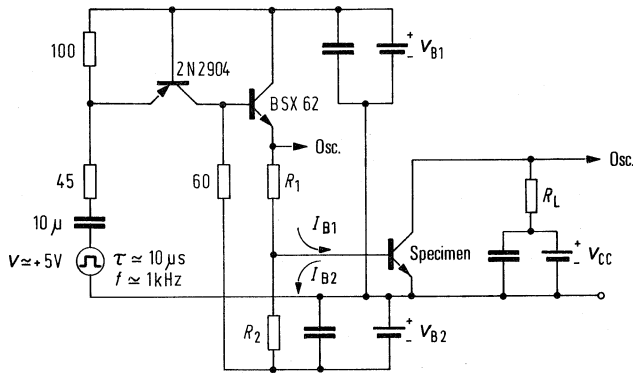 100
2N2904
BSX 62
+
-
V_B1
Osc.
Osc.
45
60
R_1
R_L
10 μ
I_B1
Specimen
+
-
V_CC
V ≃ +5V
τ ≃ 10 μs
f ≃ 1kHz
I_B2
R_2
+
-
V_B2